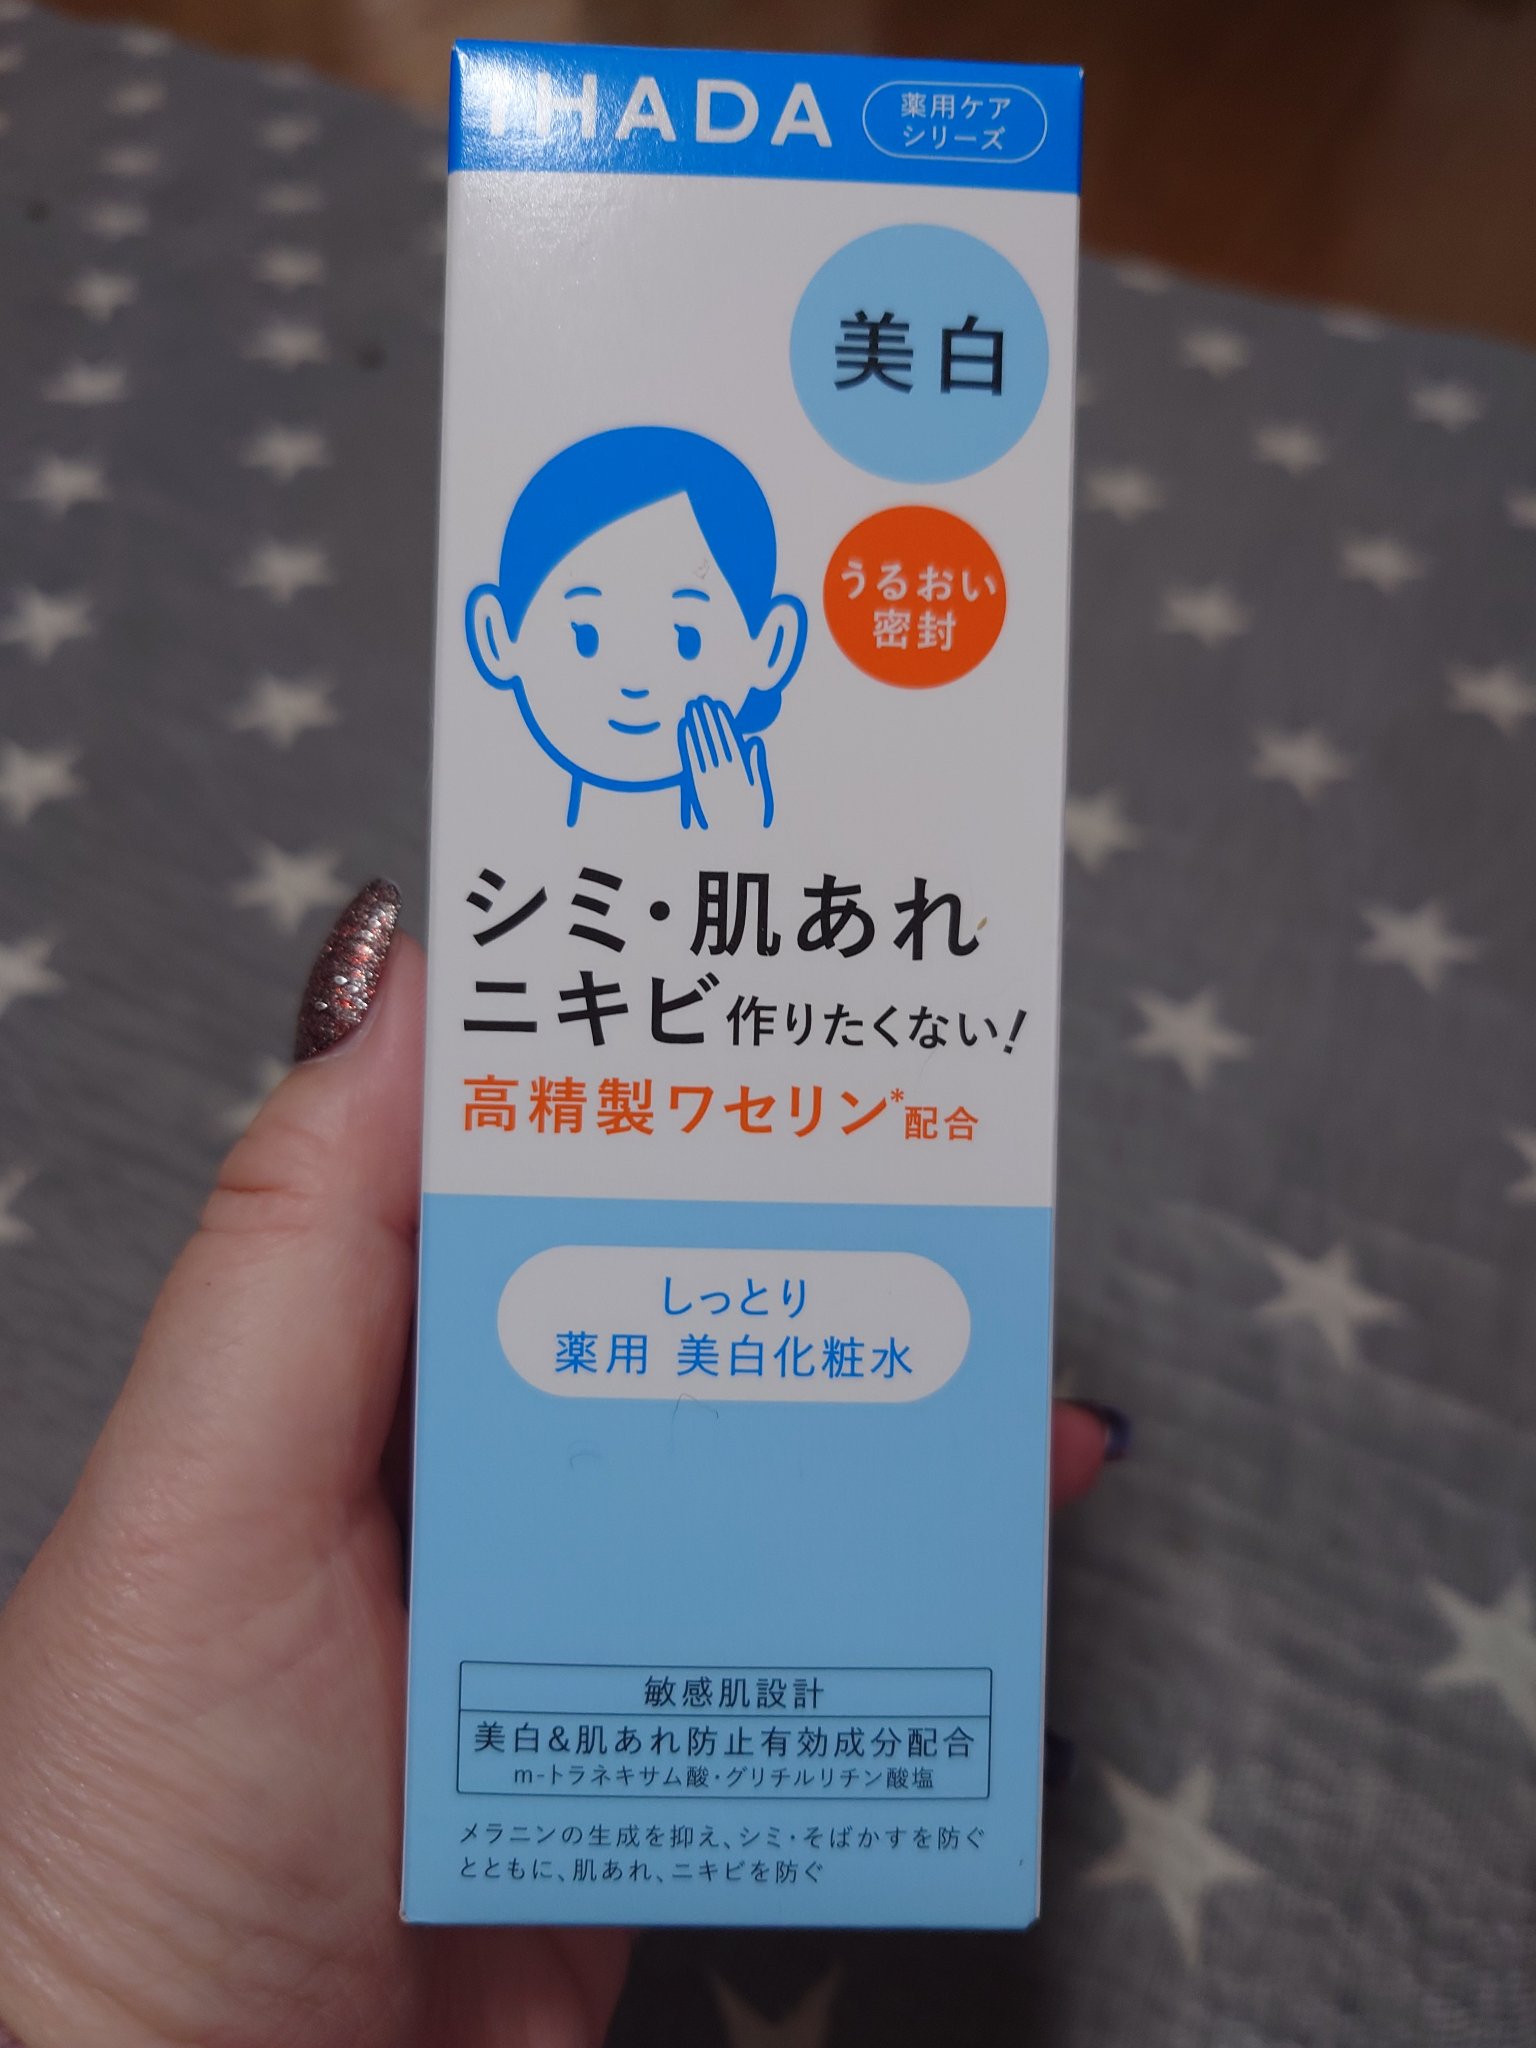 IHADA
薬用ケア
シリーズ
美白
うるおい
密封
シミ・肌あれ
ニキビ作りたくない!
高精製ワセリン*配合
しっとり
薬用 美白化粧水
敏感肌設計
美白&肌あれ防止有効成分配合
m-トラネキサム酸・グリチルリチン酸塩
メラニンの生成を抑え、シミ・そばかすを防ぐ
とともに、肌あれ、ニキビを防ぐ